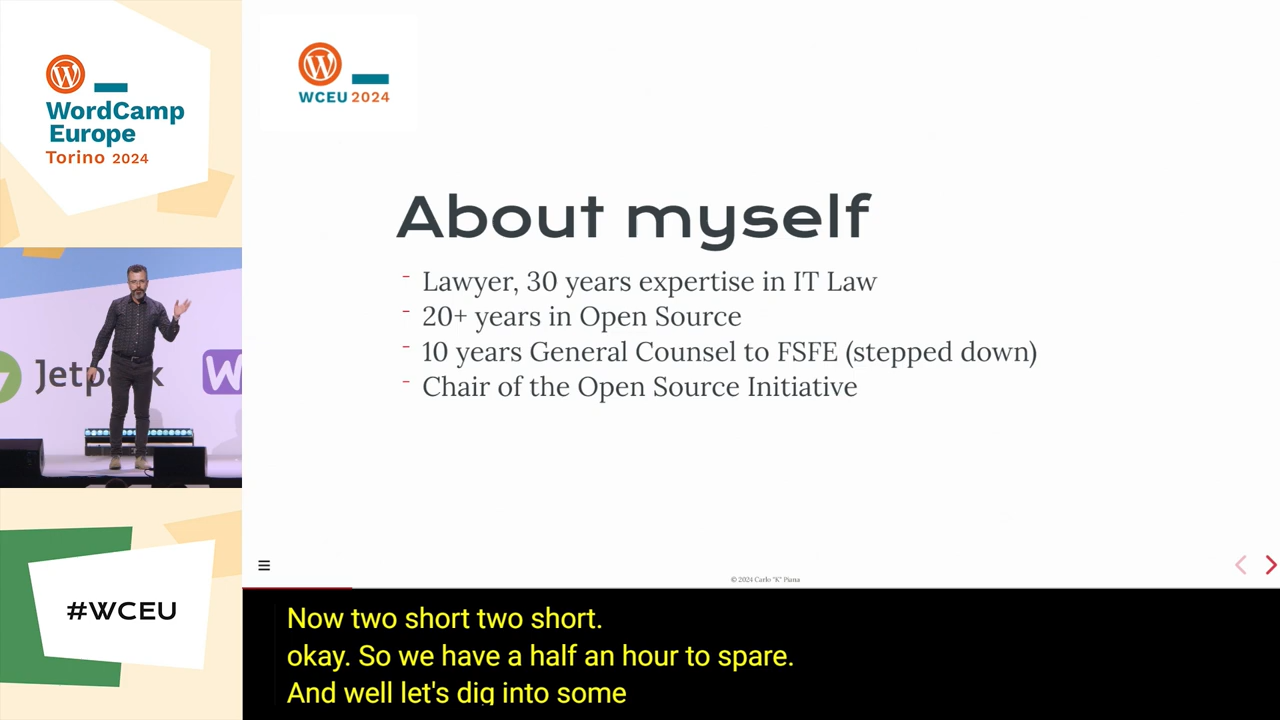 WordCamp
Europe
Torino 2024
WCEU 2024
About myself
- Lawyer, 30 years expertise in IT Law
- 20+ years in Open Source
- 10 years General Counsel to FSFE (stepped down)
- Chair of the Open Source Initiative
Jetpack
W
#WCEU
© 2024 Carlo "K" Piana
Now two short two short.
okay. So we have a half an hour to spare.
And well let's dig into some